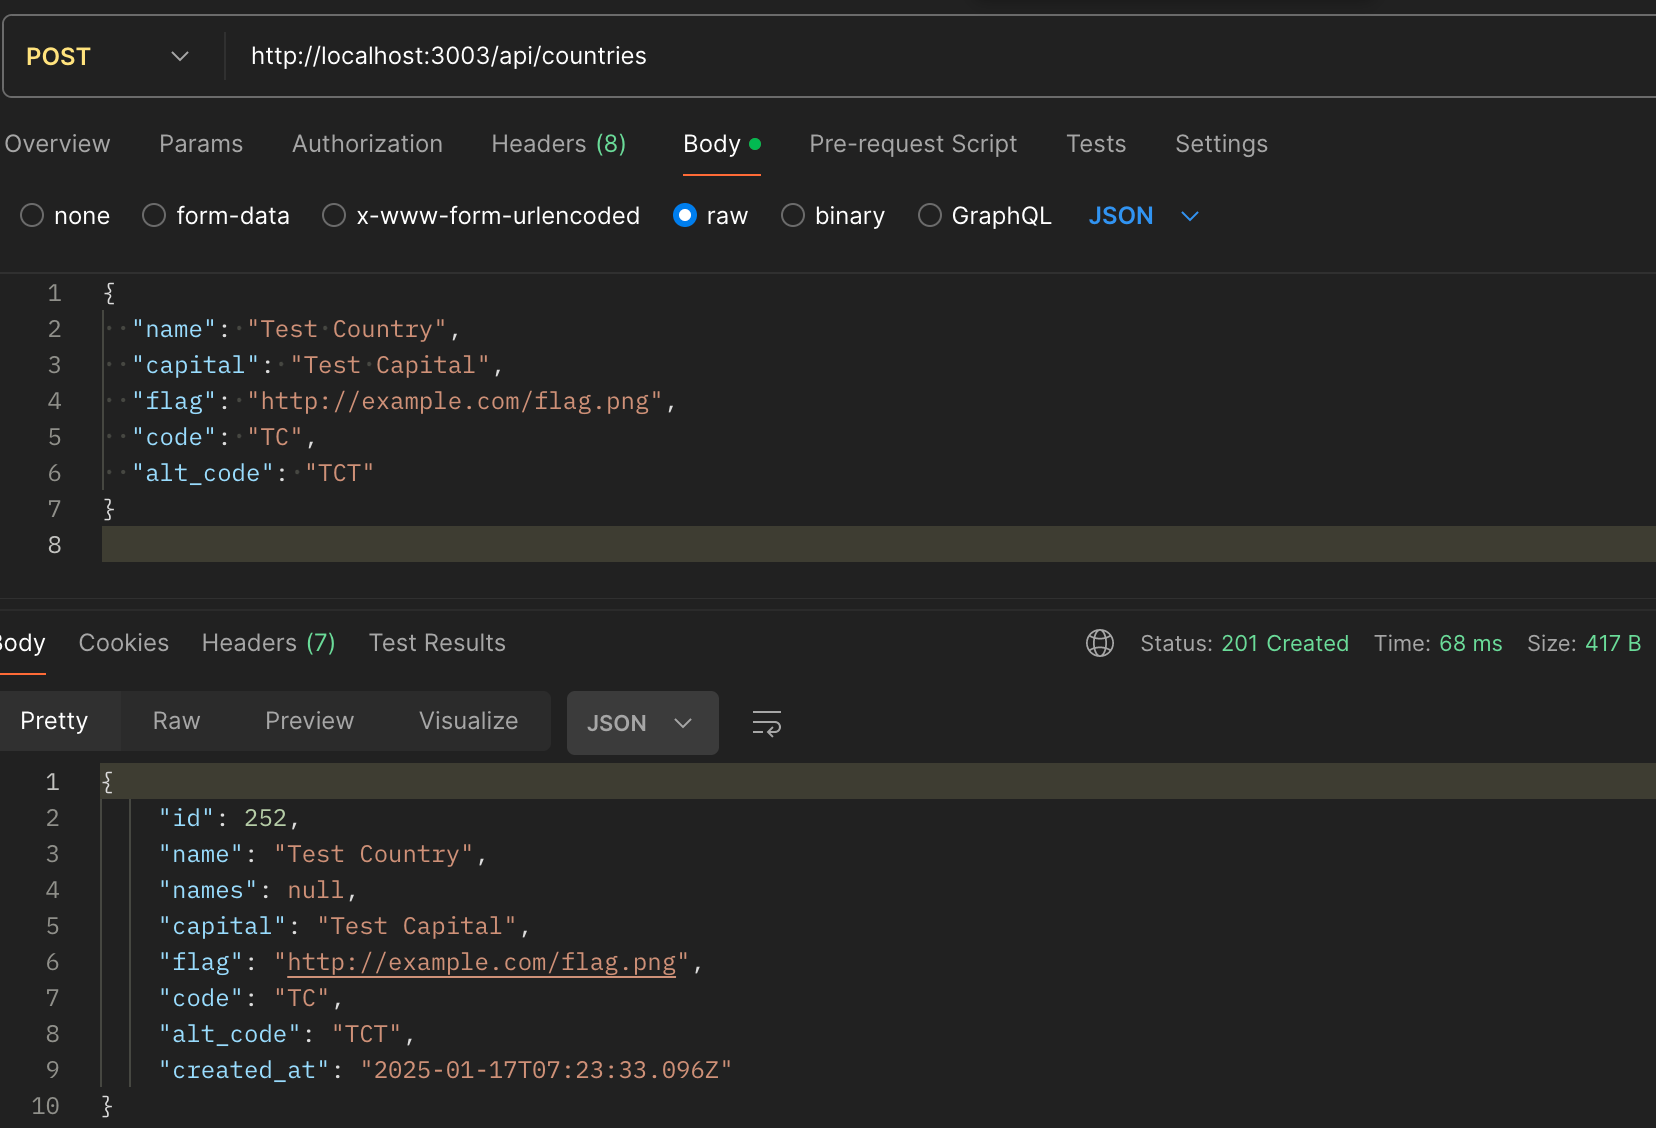 POST http://localhost:3003/api/countries
Overview Params Authorization Headers (8) Body Pre-request Script Tests Settings
none form-data x-www-form-urlencoded raw binary GraphQL JSON
1 {
2 "name": "Test Country",
3 "capital": "Test Capital",
4 "flag": "http://example.com/flag.png",
5 "code": "TC",
6 "alt_code": "TCT"
7 }
8
Body Cookies Headers (7) Test Results Status: 201 Created Time: 68 ms Size: 417 B
Pretty Raw Preview Visualize JSON
1 {
2 "id": 252,
3 "name": "Test Country",
4 "names": null,
5 "capital": "Test Capital",
6 "flag": "http://example.com/flag.png",
7 "code": "TC",
8 "alt_code": "TCT",
9 "created_at": "2025-01-17T07:23:33.096Z"
10 }